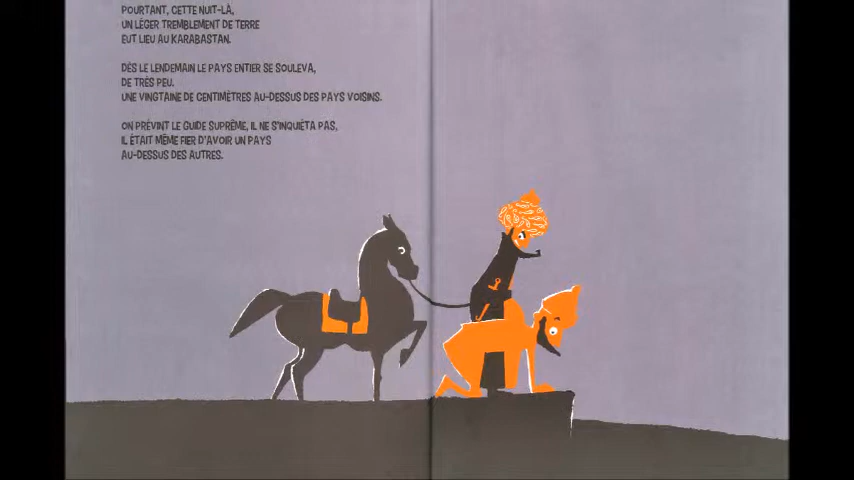 POURTANT, CETTE NUIT-LÀ,
UN LÉGER TREMBLEMENT DE TERRE
EUT LIEU AU KARABASTAN.
DÈS LE LENDEMAIN LE PAYS ENTIER SE SOULEVA,
DE TRÈS PEU.
UNE VINGTAINE DE CENTIMÈTRES AU-DESSUS DES PAYS VOISINS.
ON PRÉVINT LE GUIDE SUPRÊME, IL NE S'INQUIÉTA PAS,
IL ÉTAIT MÊME FIER D'AVOIR UN PAYS
AU-DESSUS DES AUTRES.